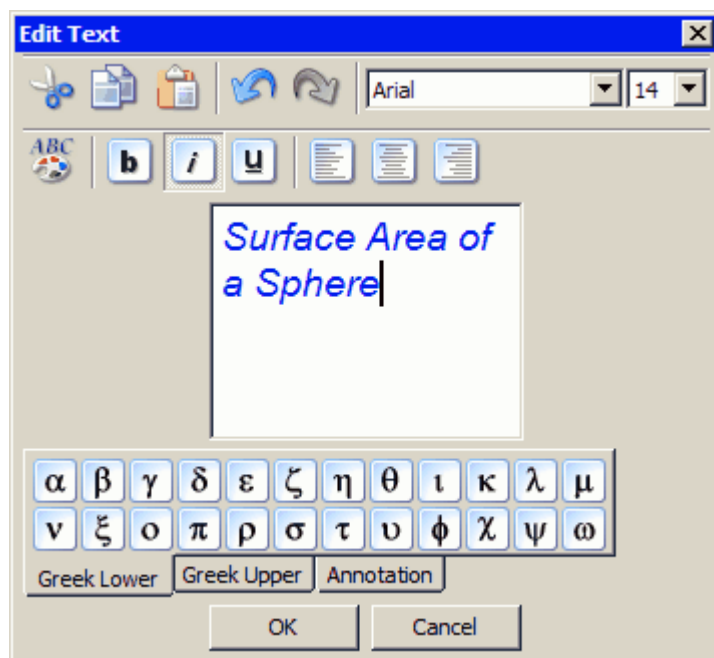 Edit Text
Arial
14
ABC
b
i
u
Surface Area of
a Sphere
α β γ δ ε ζ η θ ι κ λ μ
ν ξ ο π ρ σ τ υ φ χ ψ ω
Greek Lower
Greek Upper
Annotation
OK
Cancel